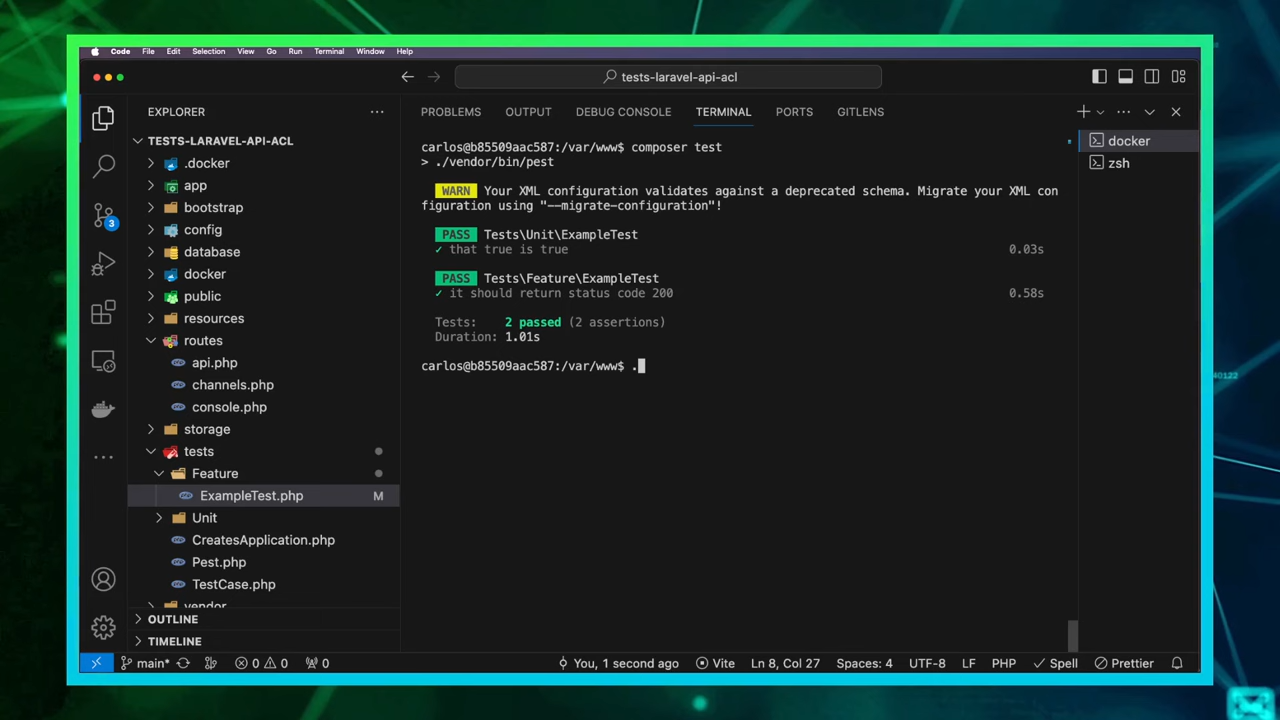 Code File Edit Selection View Go Run Terminal Window Help
tests-laravel-api-acl
EXPLORER
TESTS-LARAVEL-API-ACL
.docker
app
bootstrap
config
database
docker
public
resources
routes
api.php
channels.php
console.php
storage
tests
Feature
ExampleTest.php M
Unit
CreatesApplication.php
Pest.php
TestCase.php
vendor
OUTLINE
TIMELINE
3
PROBLEMS OUTPUT DEBUG CONSOLE TERMINAL PORTS GITLENS
carlos@b85509aac587:/var/www$ composer test
> ./vendor/bin/pest
WARN Your XML configuration validates against a deprecated schema. Migrate your XML con
figuration using "--migrate-configuration"!
PASS Tests\Unit\ExampleTest
✓ that true is true 0.03s
PASS Tests\Feature\ExampleTest
✓ it should return status code 200 0.58s
Tests: 2 passed (2 assertions)
Duration: 1.01s
carlos@b85509aac587:/var/www$ .
docker
zsh
main* 0 0 0 You, 1 second ago Vite Ln 8, Col 27 Spaces: 4 UTF-8 LF PHP Spell Prettier
40122